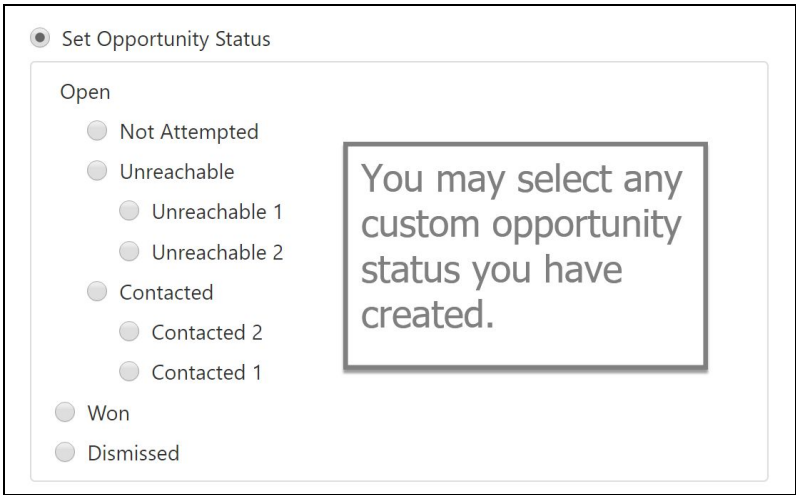 Set Opportunity Status
Open
Not Attempted
Unreachable
Unreachable 1
Unreachable 2
Contacted
Contacted 2
Contacted 1
Won
Dismissed
You may select any
custom opportunity
status you have
created.